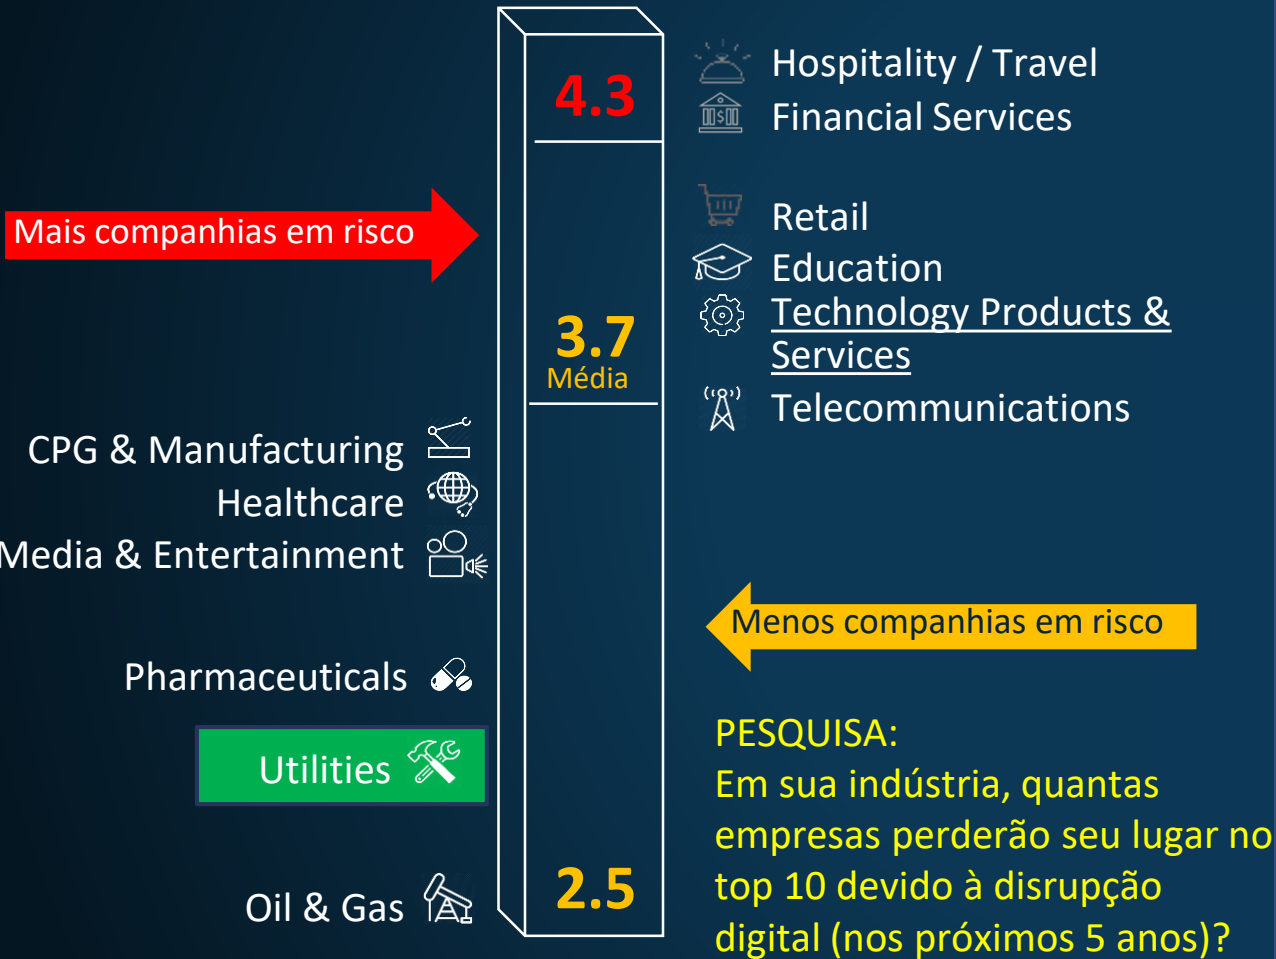 4.3
Hospitality / Travel
Financial Services
Mais companhias em risco
Retail
Education
Technology Products &
Services
3.7
Média
Telecommunications
CPG & Manufacturing
Healthcare
Media & Entertainment
Menos companhias em risco
Pharmaceuticals
Utilities
Oil & Gas
2.5
PESQUISA:
Em sua indústria, quantas
empresas perderão seu lugar no
top 10 devido à disrupção
digital (nos próximos 5 anos)?